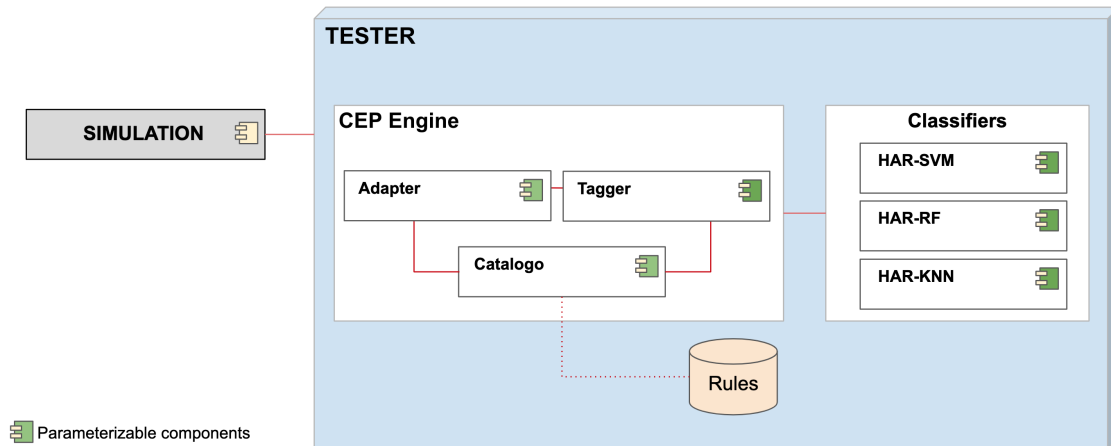 TESTER
SIMULATION
CEP Engine
Adapter
Tagger
Catalogo
Classifiers
HAR-SVM
HAR-RF
HAR-KNN
Rules
Parameterizable components